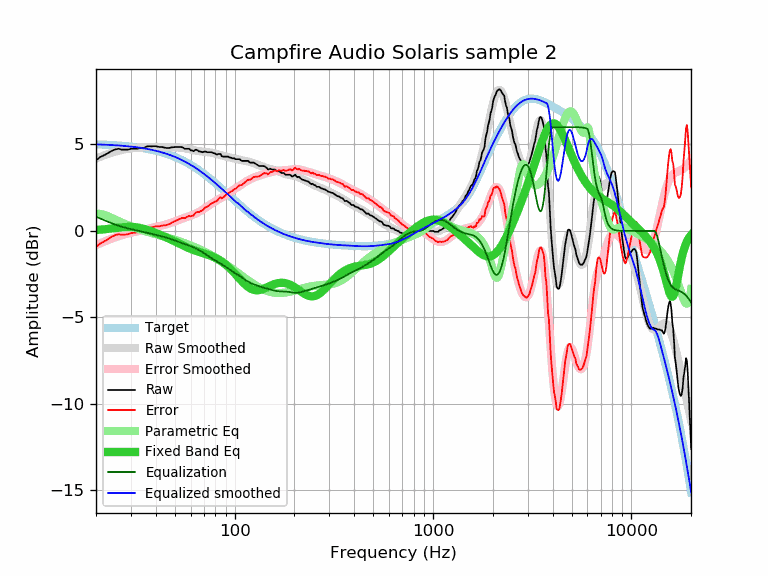 Campfire Audio Solaris sample 2
Amplitude (dBr)
5
0
−5
−10
−15
Target
Raw Smoothed
Error Smoothed
Raw
Error
Parametric Eq
Fixed Band Eq
Equalization
Equalized smoothed
100
1000
10000
Frequency (Hz)